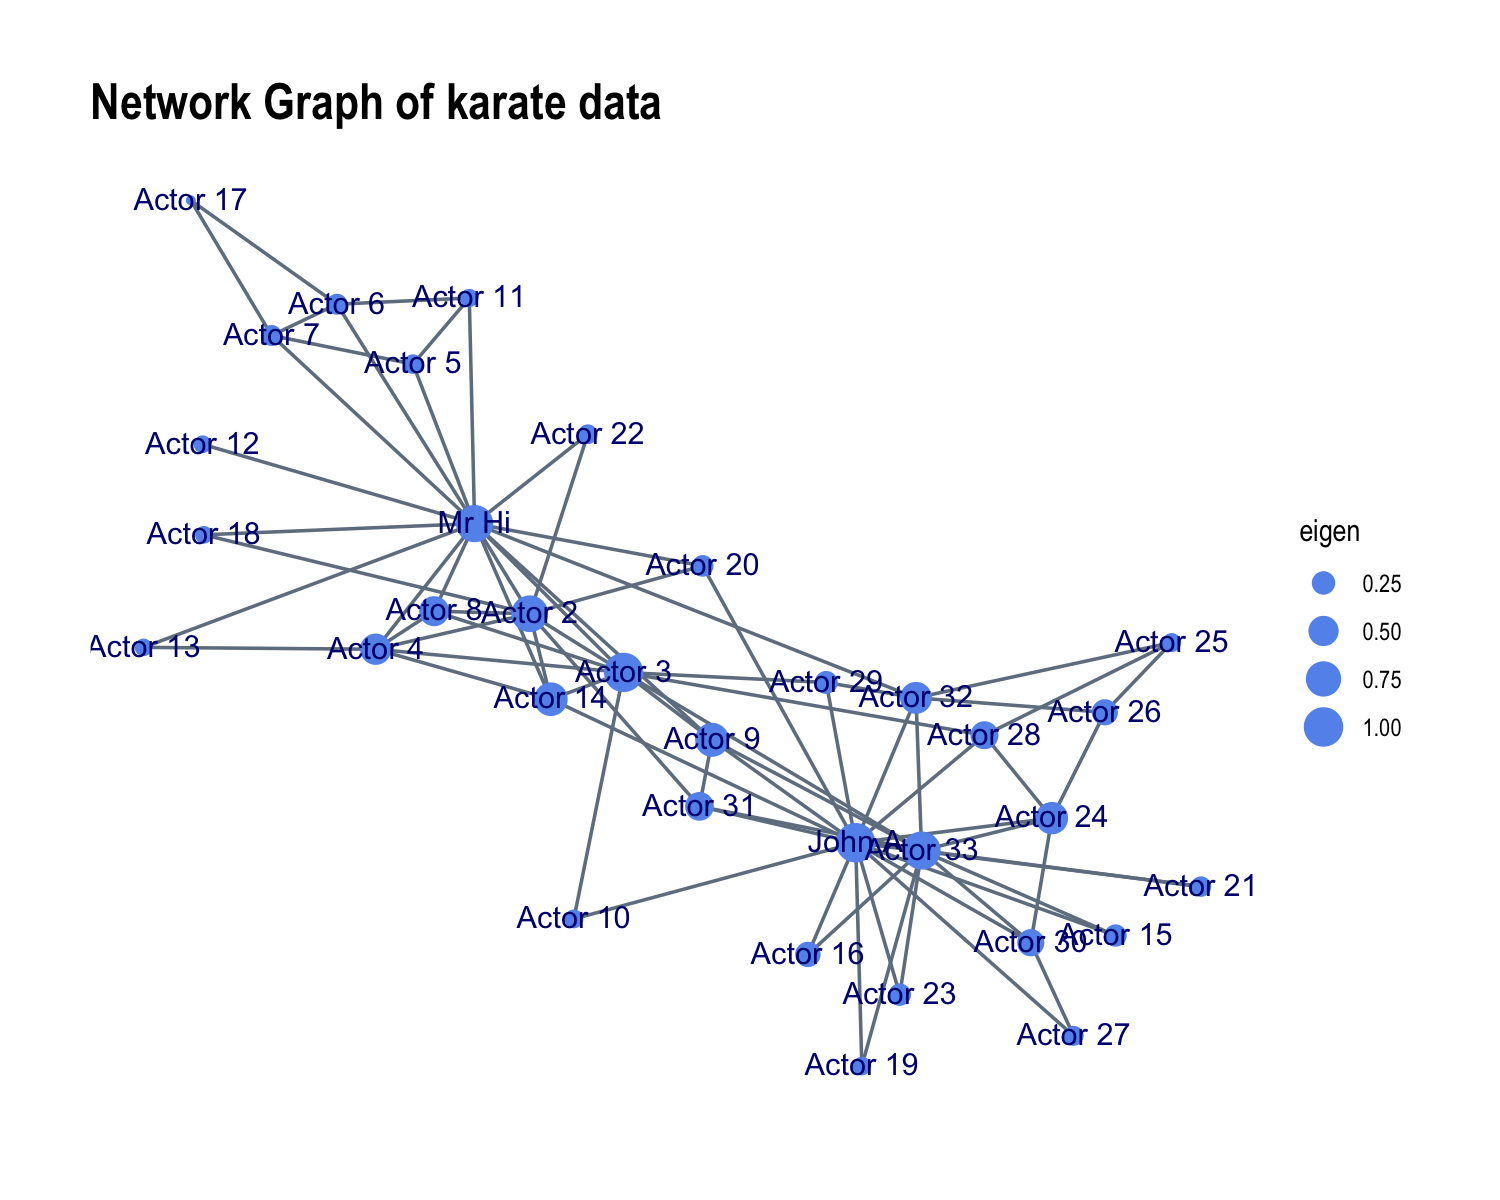 Network Graph of karate data
Actor 17
Actor 11
Actor 6
Actor 7
Actor 5
Actor 22
Actor 12
Mr Hi
Actor 18
Actor 20
Actor 8
Actor 2
Actor 13
Actor 4
Actor 25
Actor 3
Actor 29
Actor 14
Actor 32
Actor 26
Actor 28
Actor 9
Actor 31
Actor 24
John A
Actor 33
Actor 21
Actor 10
Actor 15
Actor 30
Actor 16
Actor 23
Actor 27
Actor 19
eigen
0.25
0.50
0.75
1.00